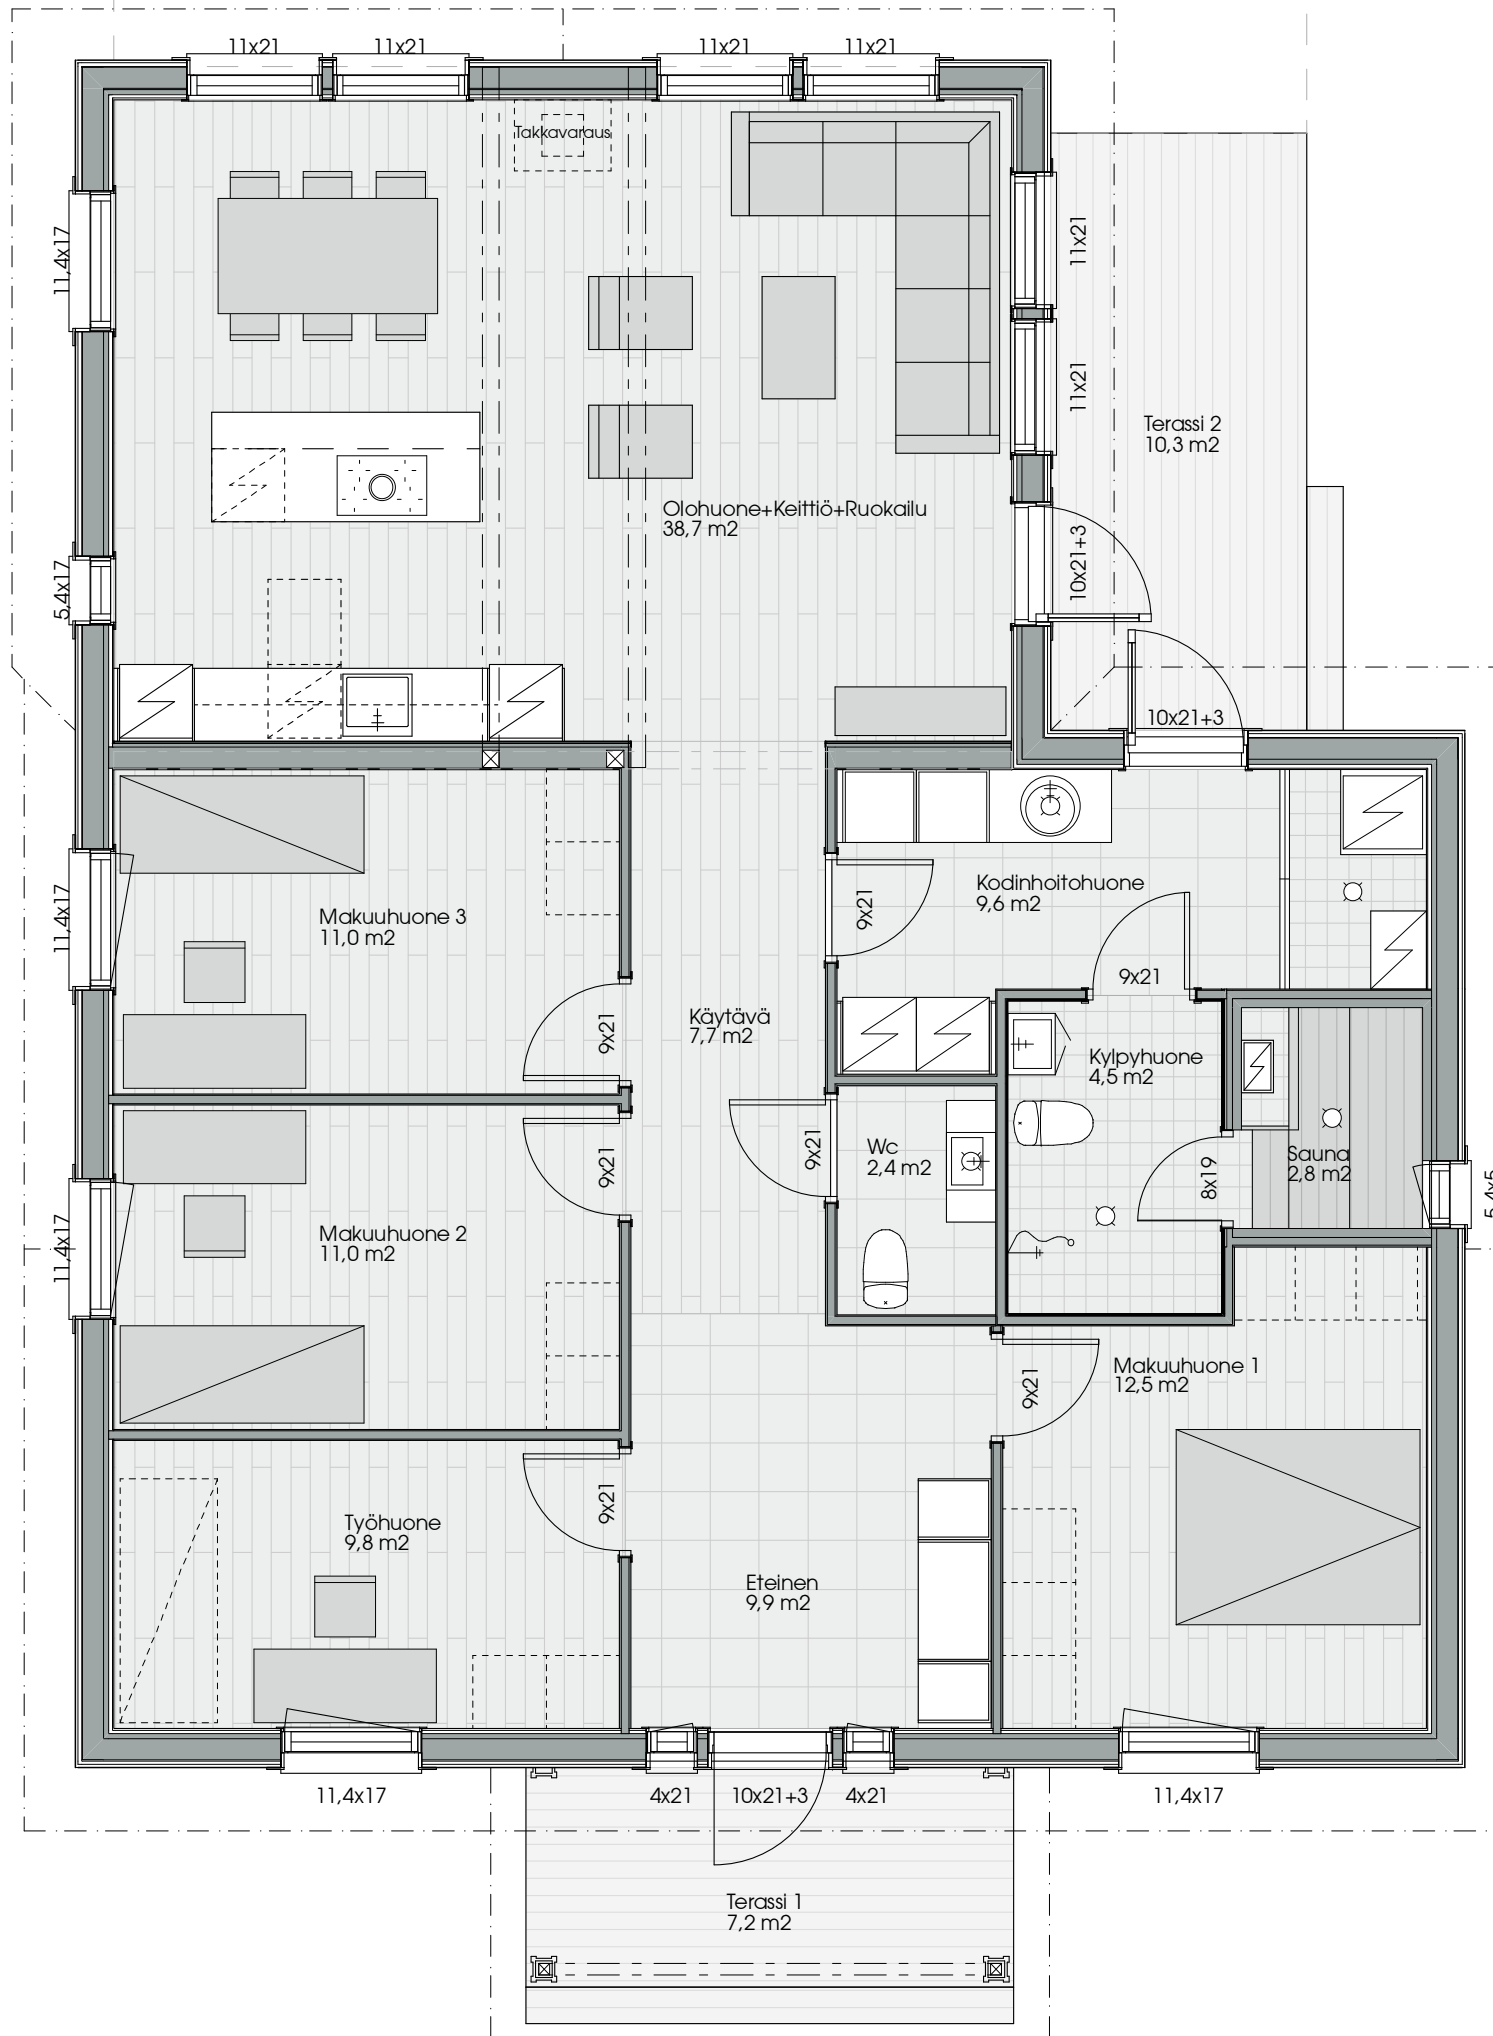 11x21
11x21
11x21
11x21
Takkavaraus
11,4x17
11x21
11x21
Terassi 2
10,3 m2
Olohuone+Keittiö+Ruokailu
38,7 m2
10x21+3
5,4x17
10x21+3
Kodinhoitohuone
9,6 m2
9x21
Makuuhuone 3
11,0 m2
11,4x17
9x21
Käytävä
7,7 m2
9x21
Kylpyhuone
4,5 m2
Wc
2,4 m2
9x21
9x21
8x19
Sauna
2,8 m2
5,4x5
Makuuhuone 2
11,0 m2
11,4x17
Makuuhuone 1
12,5 m2
9x21
9x21
Työhuone
9,8 m2
Eteinen
9,9 m2
11,4x17
4x21
10x21+3
4x21
11,4x17
Terassi 1
7,2 m2